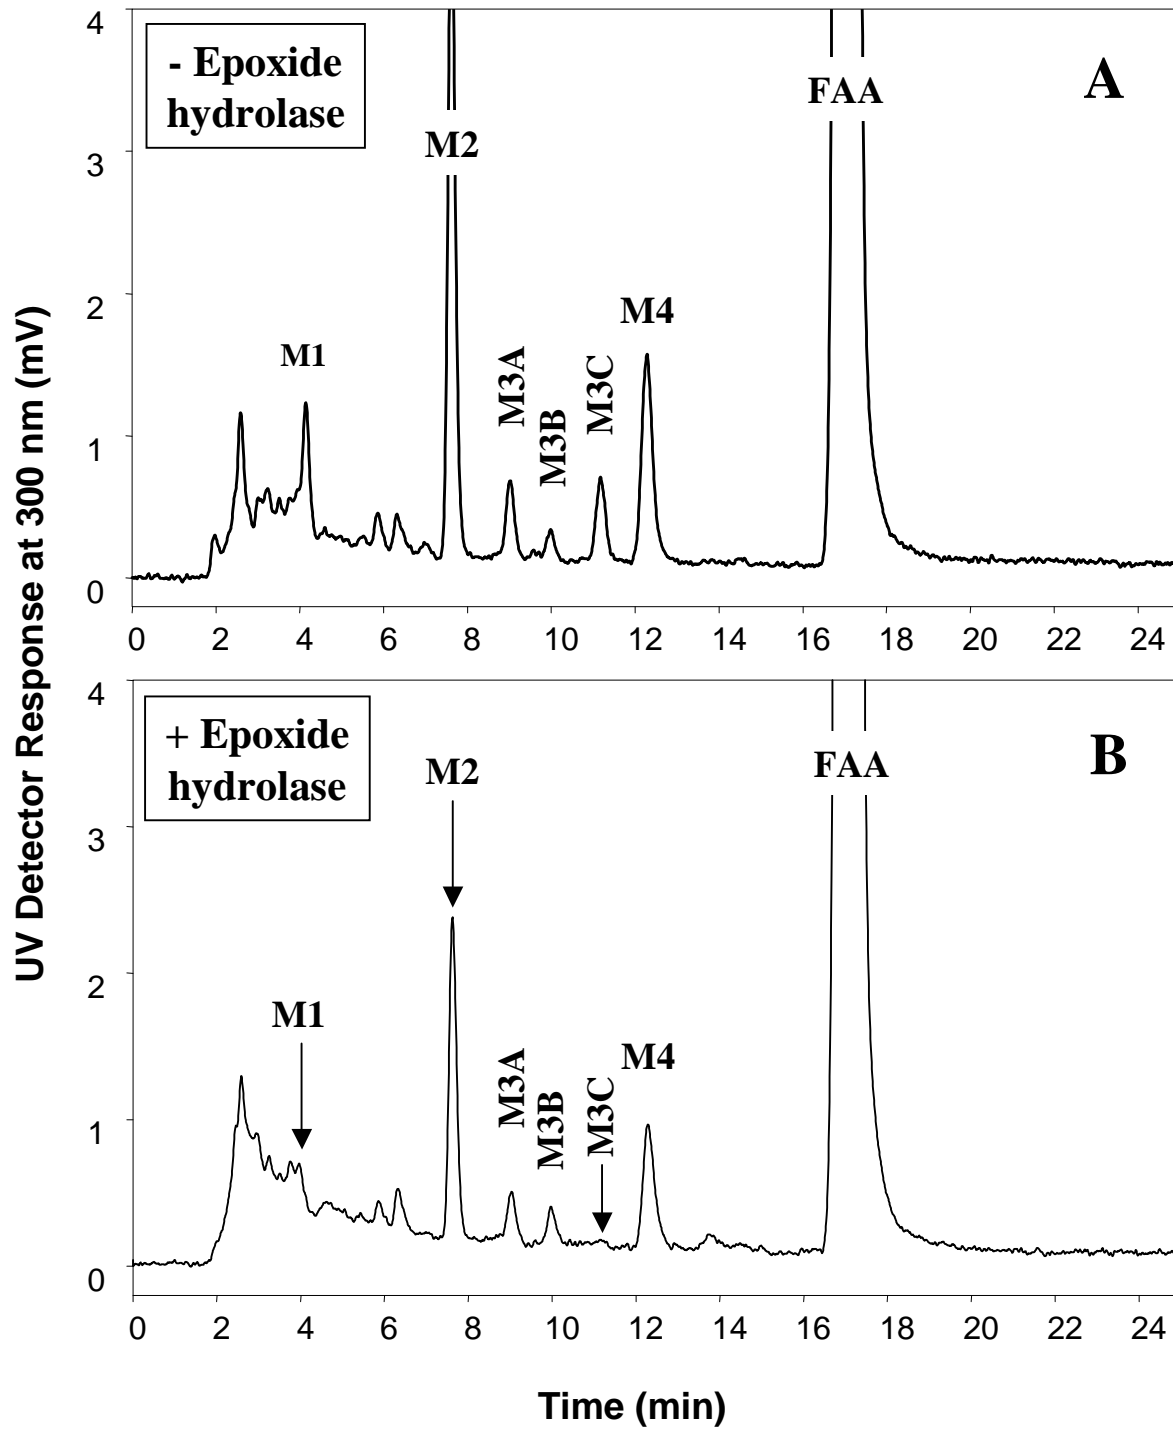 UV Detector Response at 300 nm (mV)
4
3
2
1
0
- Epoxide
hydrolase
A
M1
M2
M3A
M3B
M3C
M4
FAA
0 2 4 6 8 10 12 14 16 18 20 22 24
4
3
2
1
0
+ Epoxide
hydrolase
B
M1
M2
M3A
M3B
M3C
M4
FAA
0 2 4 6 8 10 12 14 16 18 20 22 24
Time (min)